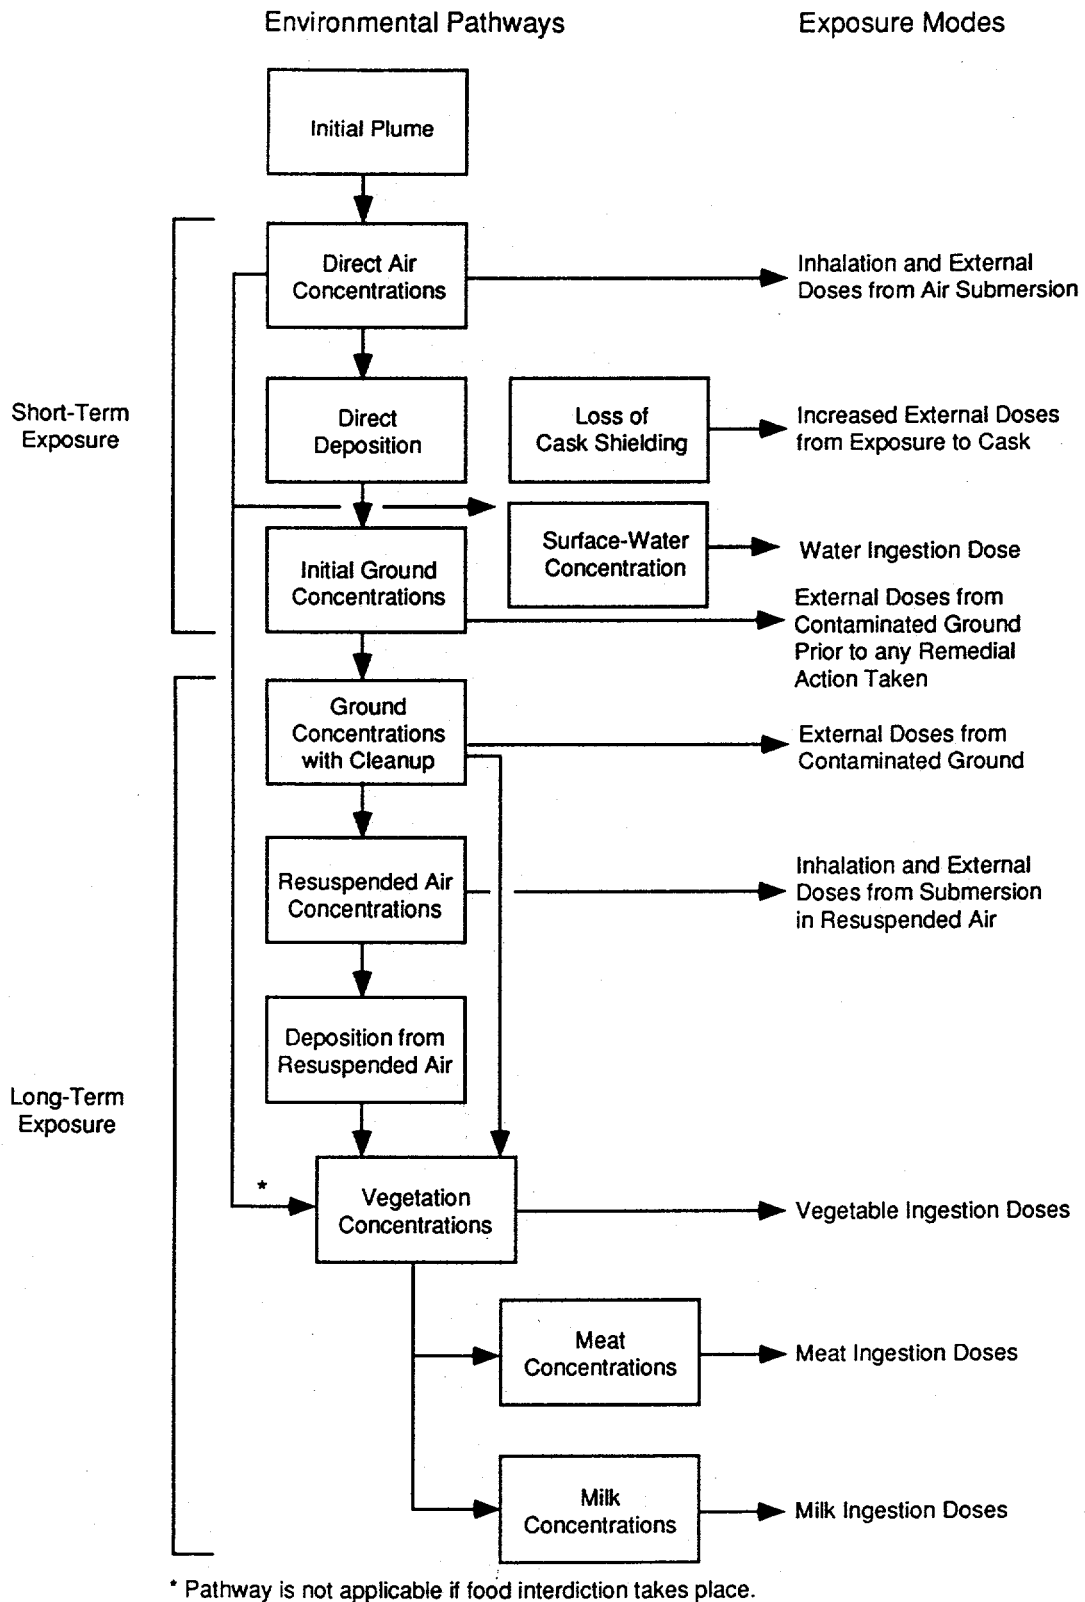 Environmental Pathways
Exposure Modes
Initial Plume
Direct Air
Concentrations
Inhalation and External
Doses from Air Submersion
Short-Term
Exposure
Direct
Deposition
Loss of
Cask Shielding
Increased External Doses
from Exposure to Cask
Surface-Water
Concentration
Water Ingestion Dose
Initial Ground
Concentrations
External Doses from
Contaminated Ground
Prior to any Remedial
Action Taken
Ground
Concentrations
with Cleanup
External Doses from
Contaminated Ground
Resuspended Air
Concentrations
Inhalation and External
Doses from Submersion
in Resuspended Air
Deposition from
Resuspended Air
Long-Term
Exposure
*
Vegetation
Concentrations
Vegetable Ingestion Doses
Meat
Concentrations
Meat Ingestion Doses
Milk
Concentrations
Milk Ingestion Doses
* Pathway is not applicable if food interdiction takes place.